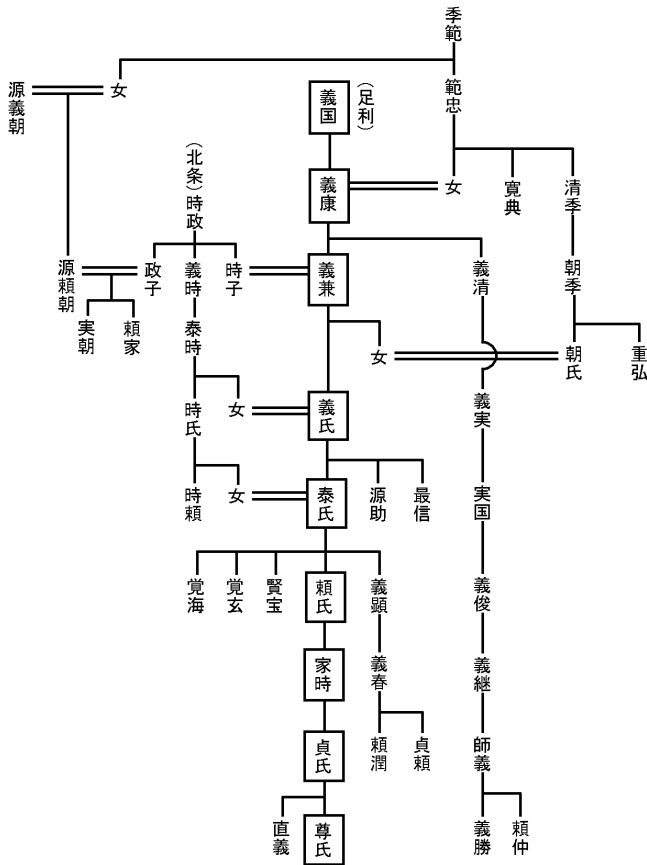 季範
女
源義朝
範忠
義国
(足利)
義康
女
寛典
清季
(北条)時政
源頼朝
政子
義時
時子
義兼
義清
朝季
実朝
頼家
泰時
女
朝氏
重弘
時氏
女
義氏
義実
時頼
女
泰氏
源助
最信
実国
覚海
覚玄
賢宝
頼氏
義顕
義俊
家時
義春
義継
貞氏
頼潤
貞頼
師義
直義
尊氏
義勝
頼仲